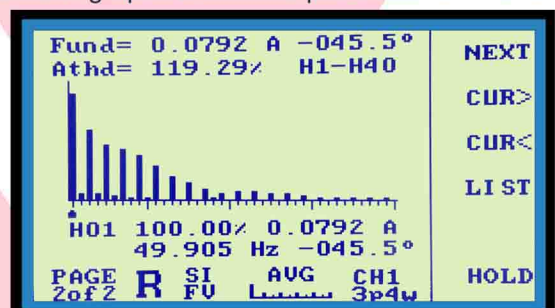 Fund= 0.0792 A -045.5° NEXT
Athd= 119.29% H1-H40
CUR>
CUR<
LIST
H01 100.00% 0.0792 A
49.905 Hz -045.5°
PAGE SI AVG CH1 HOLD
2of2 R FV 3p4w